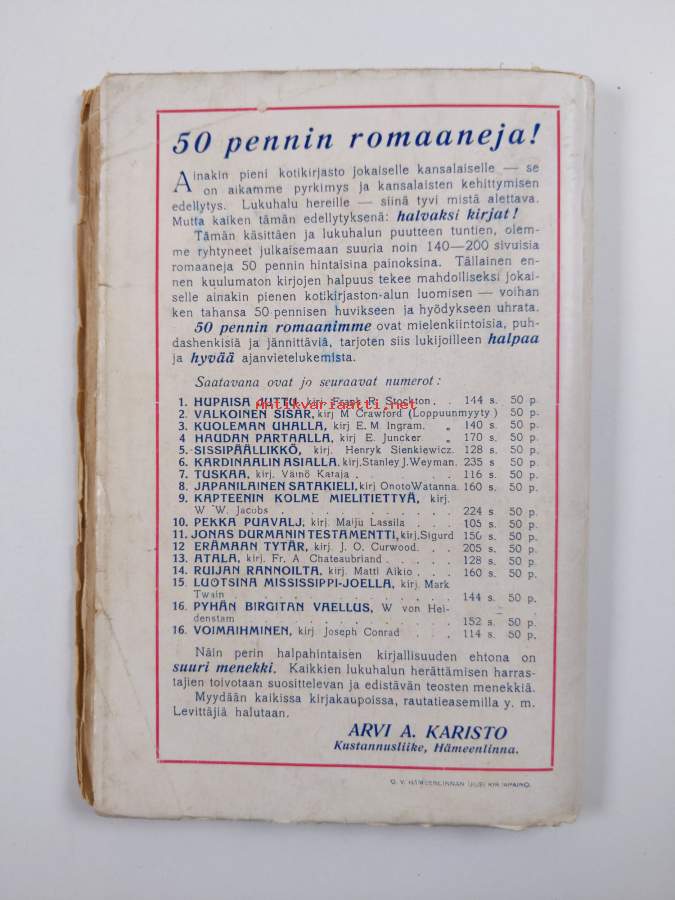 50 pennin romaaneja!
Ainakin pieni kotikirjasto jokaiselle kansalaiselle — se
on aikamme pyrkimys ja kansalaisten kehittymisen
edellytys. Lukuhalu hereille — siinä tyvi mistä alettava.
Mutta kaiken tämän edellytyksenä: halvaksi kirjat!
Tämän käsittäen ja lukuhalun puutteen tuntien, olem-
me ryhtyneet julkaisemaan suuria noin 140—200 sivuisia
romaaneja 50 pennin hintaisina painoksina. Tällainen en-
nen kuulumaton kirjojen halpuus tekee mahdolliseksi jokai-
selle ainakin pienen kotikirjaston-alun luomisen — voihan
ken tahansa 50-pennisen huvikseen ja hyödykseen uhrata.
50 pennin romaanimme ovat mielenkiintoisia, puh-
dashenkisiä ja jännittäviä, tarjoten siis lukijoilleen halpaa
ja hyvää ajanvietelukemista.
Saatavana ovat jo seuraavat numerot:
1. HUPAISA JUTTU, kirj. Frank R. Stockton. . 144 s. 50 p.
Antikvariaatti.net
2. VALKOINEN SISAR, kirj M Crawford (Loppuunmyyty) 50 p.
3. KUOLEMAN UHALLA, kirj E. M. Ingram. „ 140 s. 50 p.
4 HAUDAN PARTAALLA, kirj E. Juncker „ 170 s. 50 p.
5. SISSIPÄÄLLIKKÖ, kirj. Henryk Sienkiewicz. 128 s. 50 p.
6. KARDINAALIN ASIALLA, kirj. Stanley J. Weyman. 235 s 50 p.
7. TUSKAA, kirj. Väinö Kataja . . . . 116 s. 50 p.
8. JAPANILAINEN SATAKIELI, kirj Onoto Watanna. 160 s. 50 p.
9. KAPTEENIN KOLME MIELITIETTYÄ, kirj.
W W. Jacobs . . . . . . . . . 224 s 50 p.
10. PEKKA PUAVALJ, kirj. Maiju Lassila . . 105 s. 50 p.
11. JONAS DURMANIN TESTAMENTTI, kirj. Sigurd 150 s. 50 p.
12 ERÄMAAN TYTÄR, kirj. J. O. Curwood. . . 205 s. 50 p.
13. ATALA, kirj. Fr. A Chateaubriand . . . . 128 s. 50 p.
14. RUIJAN RANNOILTA, kirj. Matti Aikio . . . 160 s. 50 p.
15 LUOTSINA MISSISSIPPI-JOELLA, kirj. Mark
Twain . . . . . . . . . . 144 s. 50 p.
16. PYHÄN BIRGITAN VAELLUS, W von Hei-
denstam . . . . . . . . . 152 s. 50 p.
16. VOIMAIHMINEN, kirj Joseph Conrad . . . 114 s. 50 p.
Näin perin halpahintaisen kirjallisuuden ehtona on
suuri menekki. Kaikkien lukuhalun herättämisen harras-
tajien toivotaan suosittelevan ja edistävän teosten menekkiä.
Myydään kaikissa kirjakaupoissa, rautatieasemilla y. m.
Levittäjiä halutaan.
ARVI A. KARISTO
Kustannusliike, Hämeenlinna.
O. Y. HÄMEENLINNAN UUSI KIRJAPAINO.